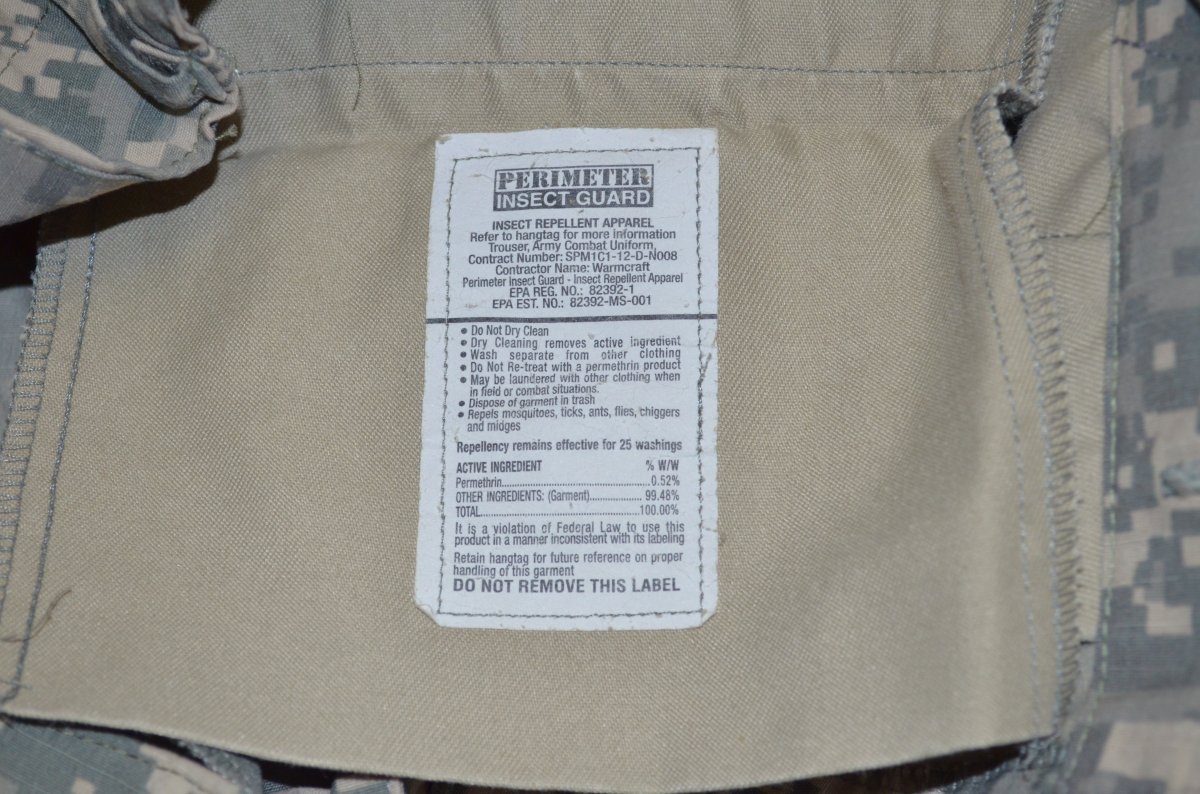 PERIMETER
INSECT GUARD
INSECT REPELLENT APPAREL
Refer to hangtag for more information
Trouser, Army Combat Uniform,
Contract Number: SPM1C1-12-D-N008
Contractor Name: Warmcraft
Perimeter Insect Guard - Insect Repellent Apparel
EPA REG. NO.: 82392-1
EPA EST. NO.: 82392-MS-001
• Do Not Dry Clean
• Dry Cleaning removes active ingredient
• Wash separate from other clothing
• Do Not Re-treat with a permethrin product
• May be laundered with other clothing when
in field or combat situations.
• Dispose of garment in trash
• Repels mosquitoes, ticks, ants, flies, chiggers
and midges
Repellency remains effective for 25 washings
ACTIVE INGREDIENT % W/W
Permethrin..............................0.52%
OTHER INGREDIENTS: (Garment)............. 99.48%
TOTAL................................100.00%
It is a violation of Federal Law to use this
product in a manner inconsistent with its labeling
Retain hangtag for future reference on proper
handling of this garment
DO NOT REMOVE THIS LABEL